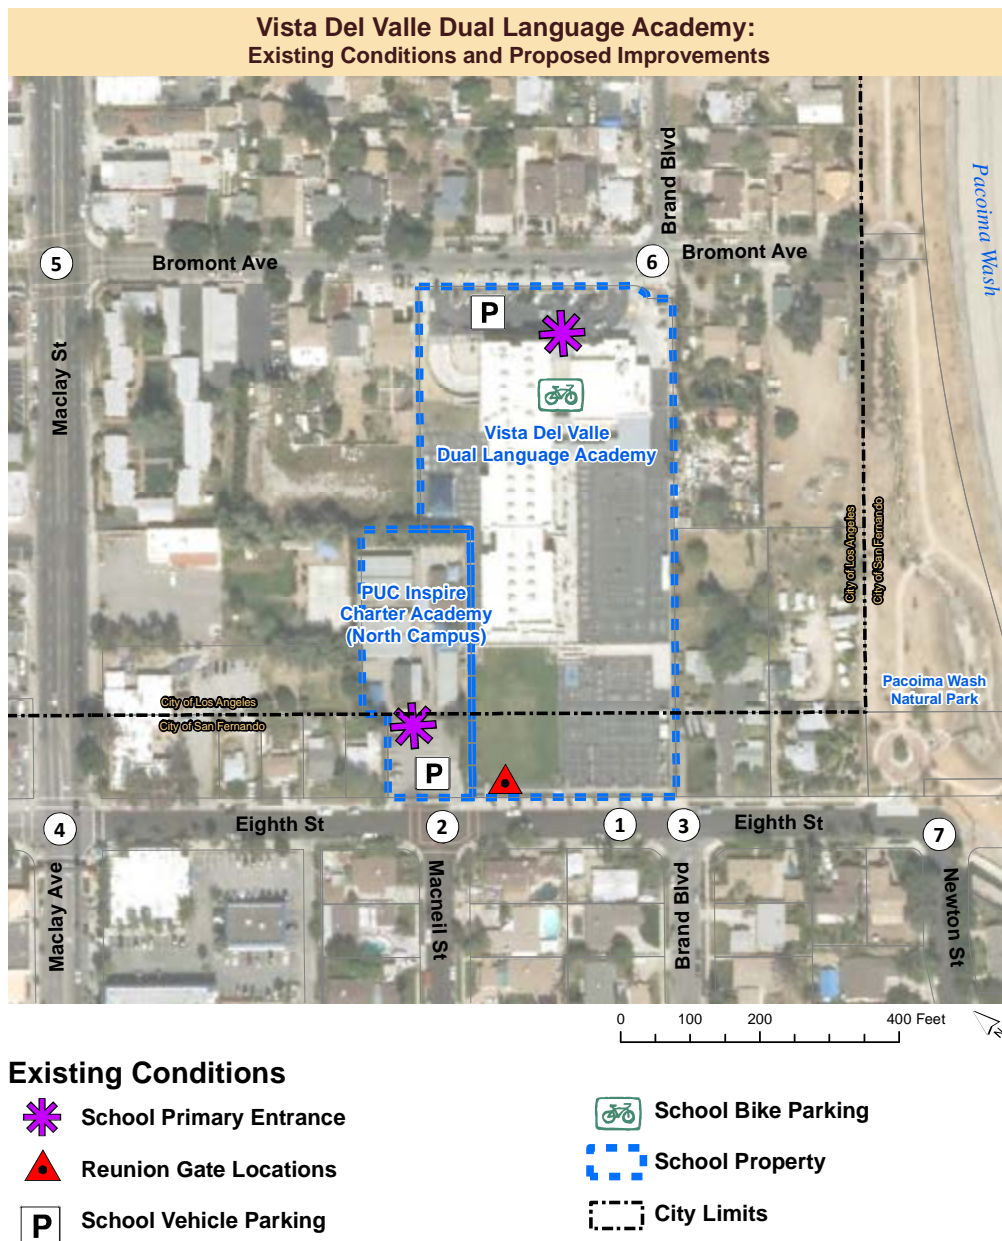 Vista Del Valle Dual Language Academy:
Existing Conditions and Proposed Improvements
Brand Blvd
Pacoima Wash
5
Bromont Ave
6
Bromont Ave
P
Maclay St
Vista Del Valle
Dual Language Academy
City of Los Angeles
City of San Fernando
PUC Inspire
Charter Academy
(North Campus)
Pacoima Wash
Natural Park
City of Los Angeles
City of San Fernando
P
4
Eighth St
2
1
3
Eighth St
7
Maclay Ave
Macneil St
Brand Blvd
Newton St
0 100 200 400 Feet
N
Existing Conditions
School Primary Entrance
Reunion Gate Locations
P School Vehicle Parking
School Bike Parking
School Property
City Limits